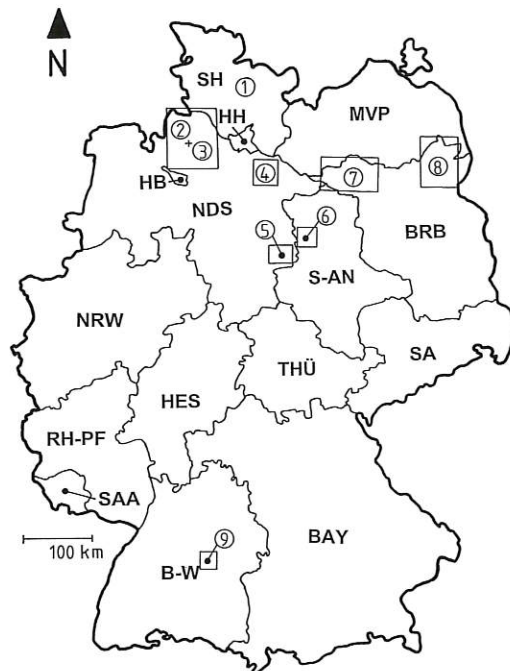 N
SH ①
MVP
HH
② ③
④ ⑦ ⑧
HB
NDS
⑤ ⑥
BRB
S-AN
NRW
SA
THÜ
HES
RH-PF
SAA
100 km
⑨
BAY
B-W